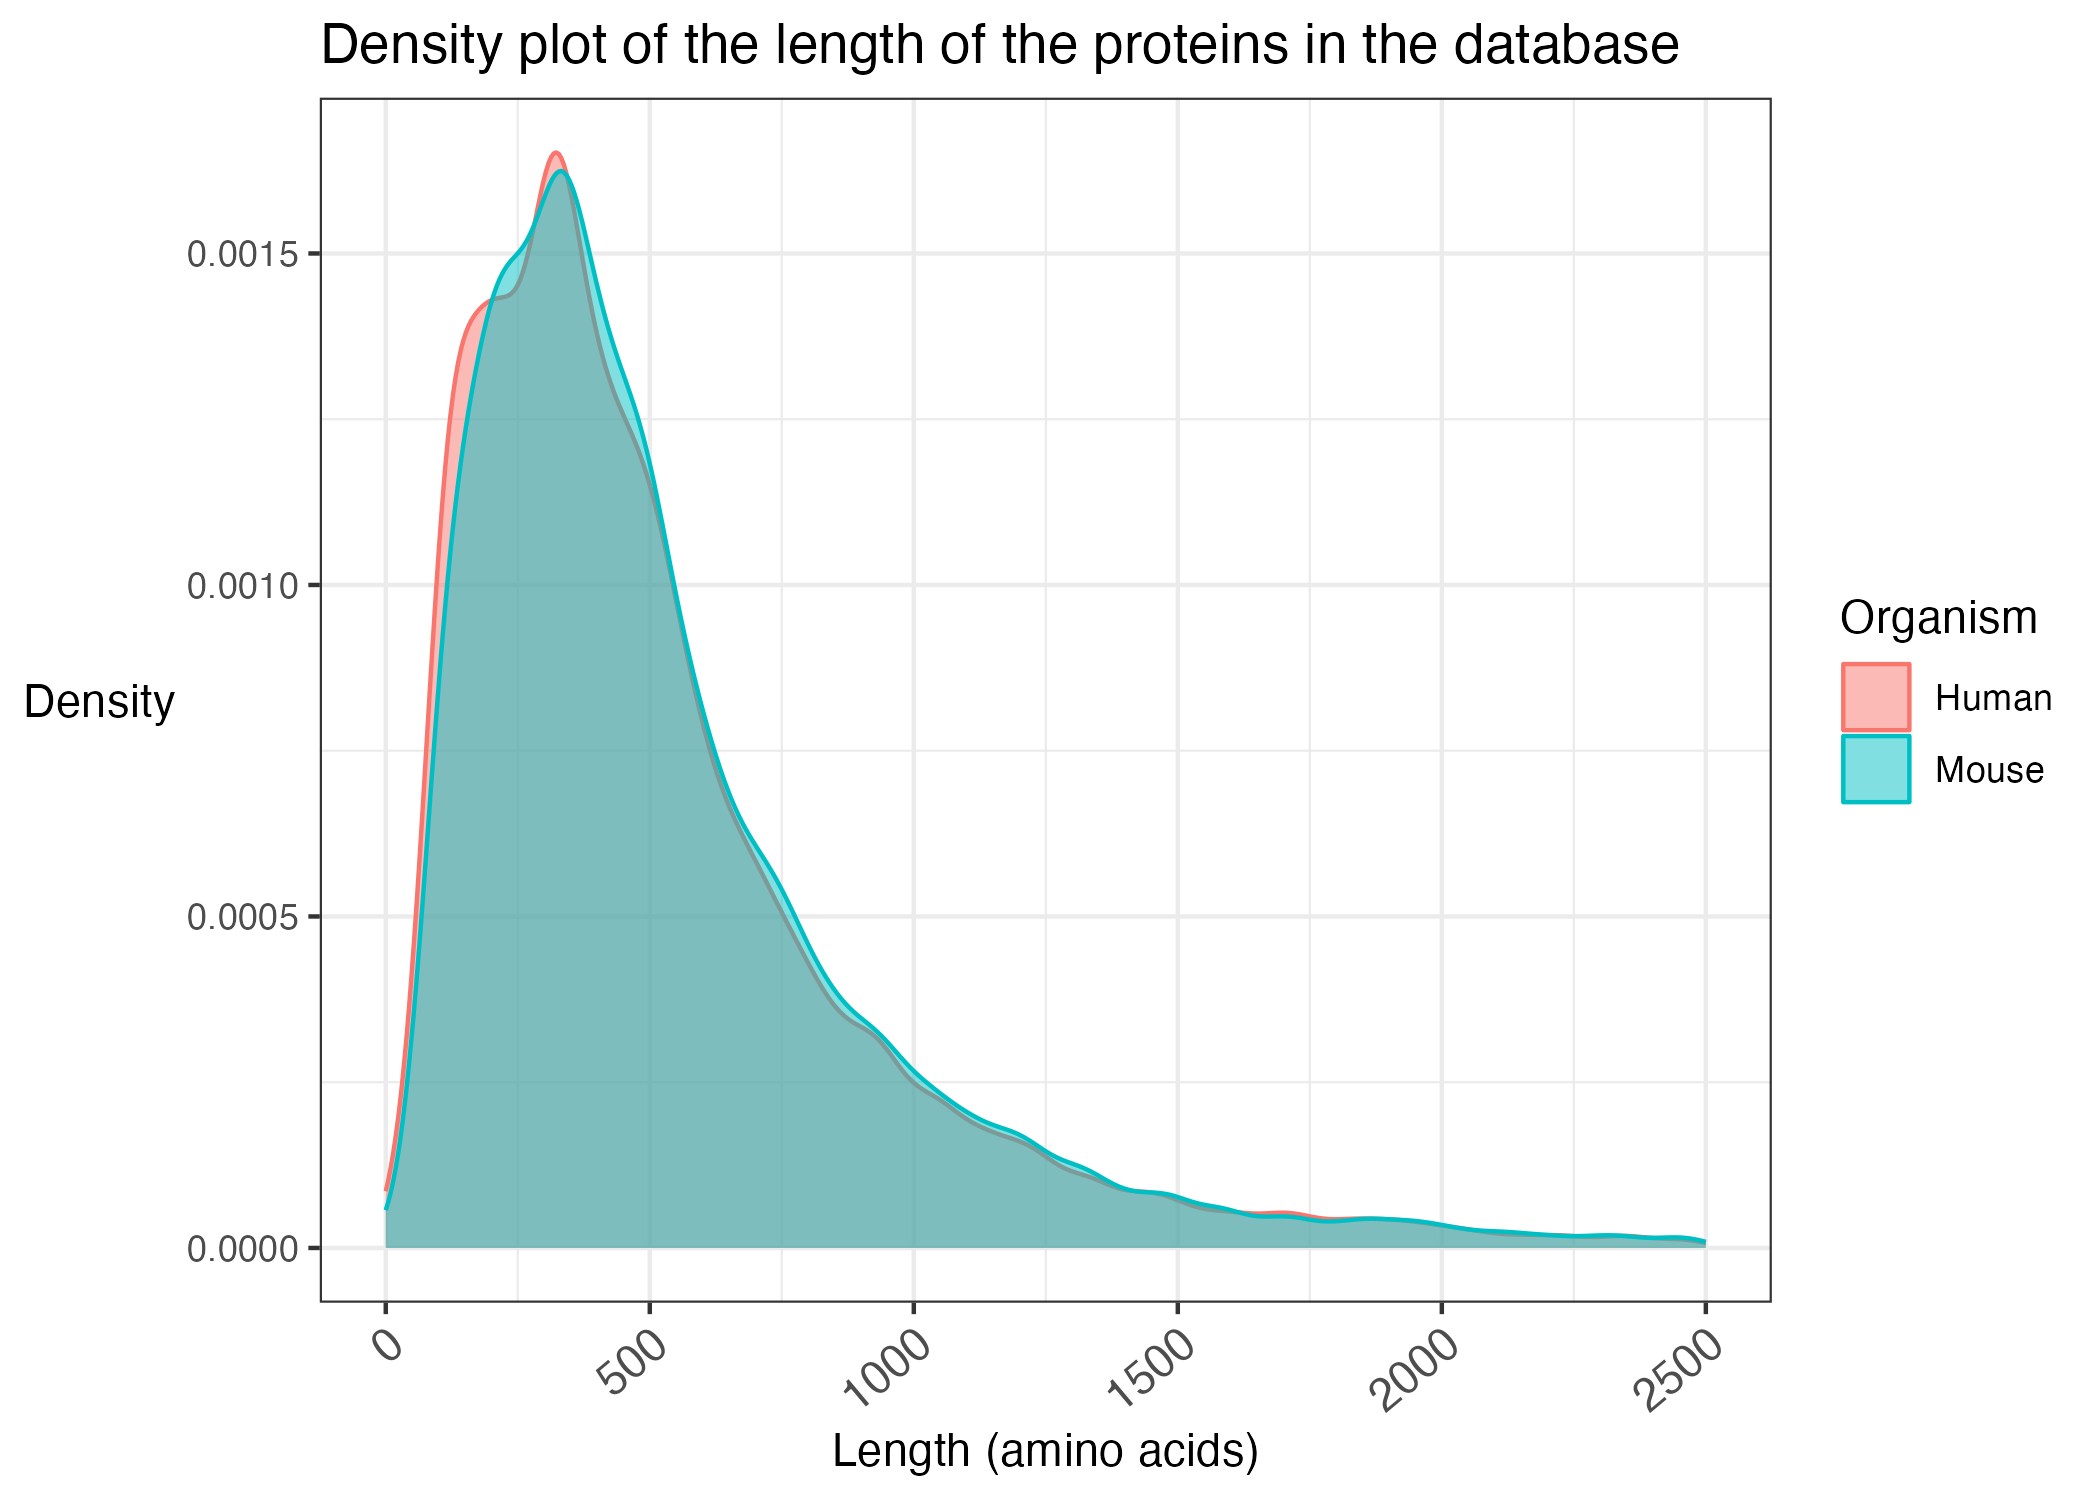 Density plot of the length of the proteins in the database
0.0015
0.0010
0.0005
0.0000
Density
0
500
1000
1500
2000
2500
Length (amino acids)
Organism
Human
Mouse